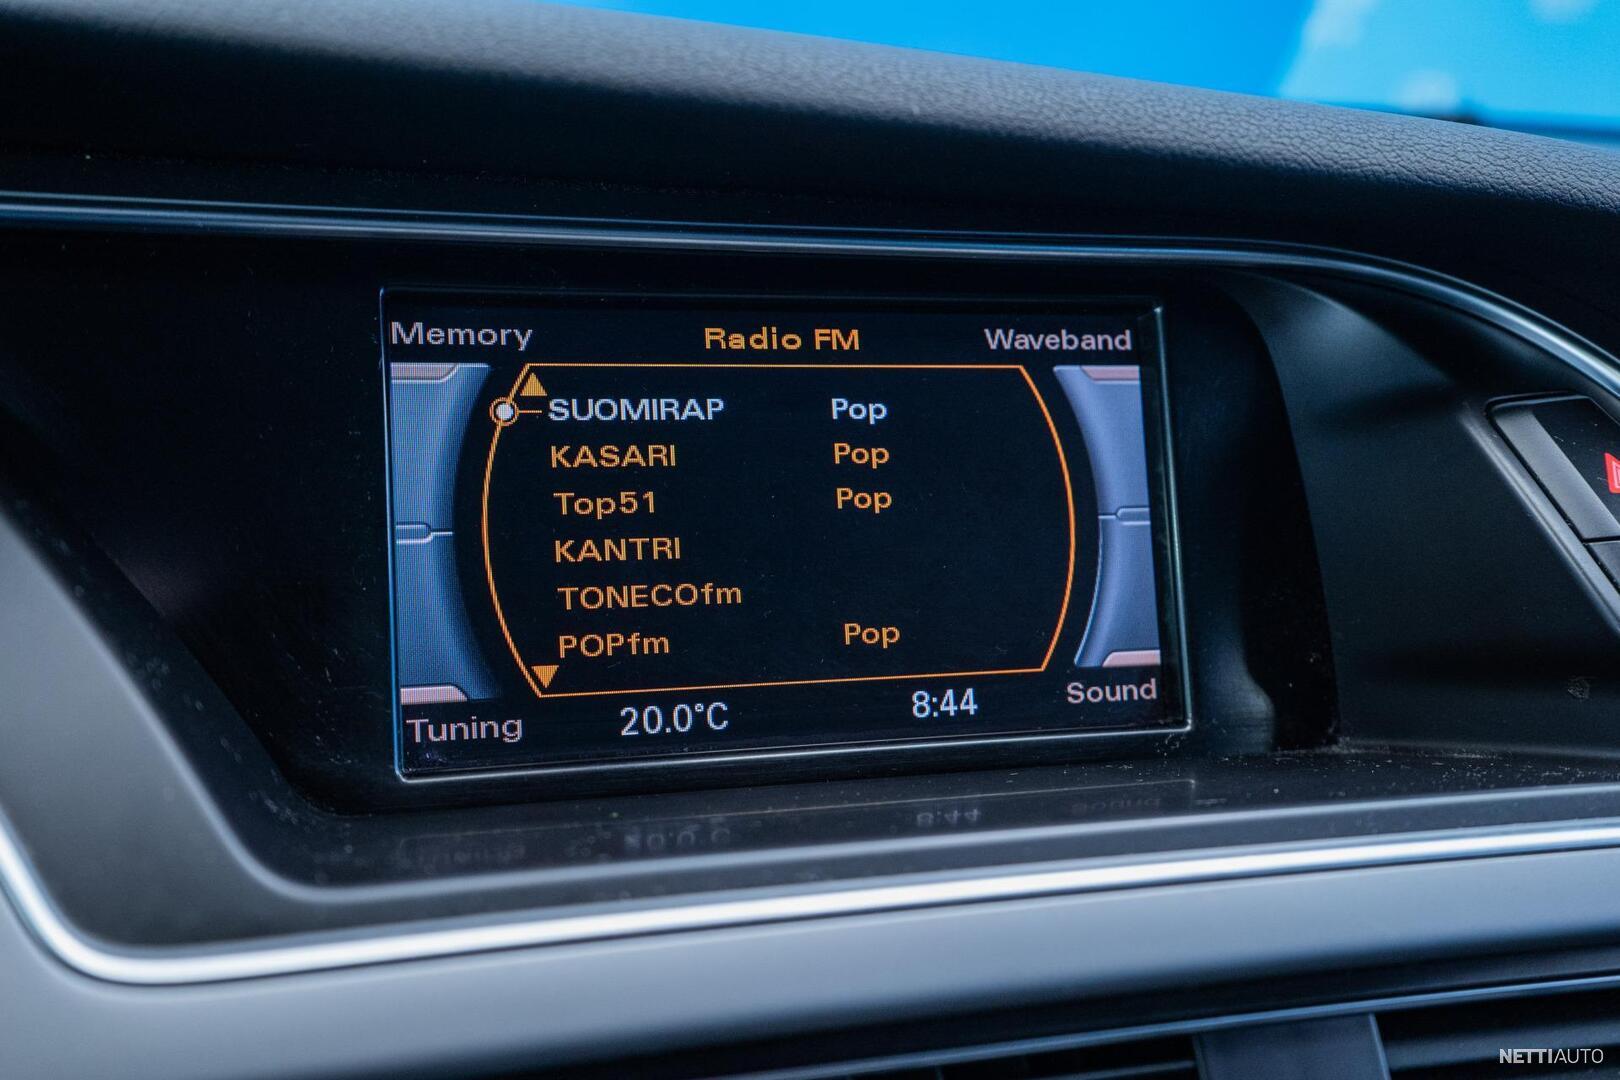 Memory Radio FM Waveband
SUOMIRAP Pop
KASARI Pop
Top51 Pop
KANTRI
TONECOfm
POPfm Pop
Tuning 20.0°C 8:44 Sound
NETTIAUTO